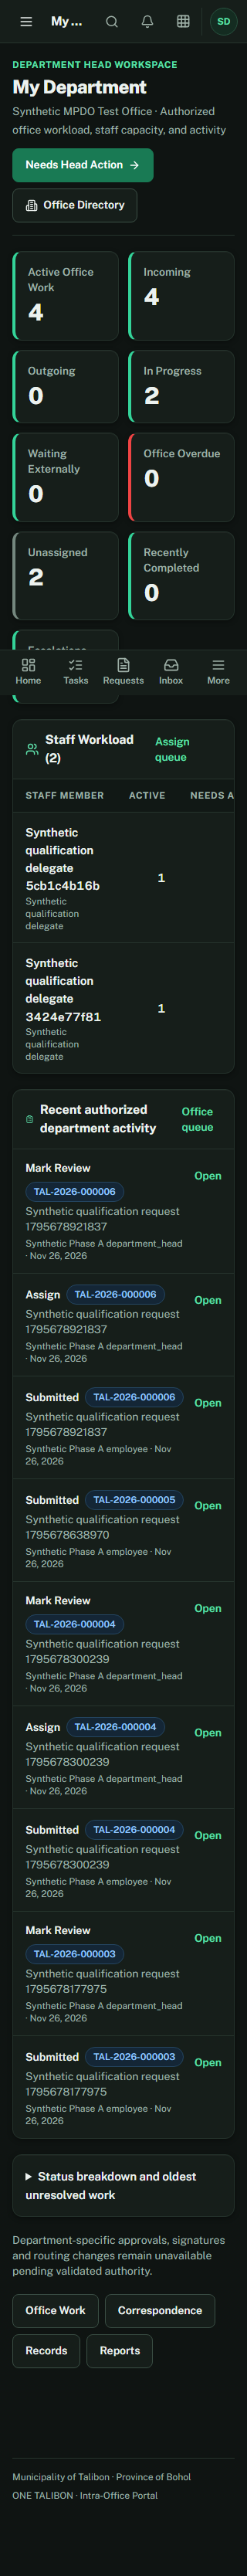 My ...
SD
DEPARTMENT HEAD WORKSPACE
My Department
Synthetic MPDO Test Office · Authorized
office workload, staff capacity, and activity
Needs Head Action →
Office Directory
Active Office
Work
4
Incoming
4
Outgoing
0
In Progress
2
Waiting
Externally
0
Office Overdue
0
Unassigned
2
Recently
Completed
0
Home
Tasks
Requests
Inbox
More
Staff Workload
(2)
Assign
queue
STAFF MEMBER
ACTIVE
NEEDS A
Synthetic
qualification
delegate
5cb1c4b16b
Synthetic
qualification
delegate
1
Synthetic
qualification
delegate
3424e77f81
Synthetic
qualification
delegate
1
Recent authorized
department activity
Office
queue
Mark Review
TAL-2026-000006
Synthetic qualification request
1795678921837
Synthetic Phase A department_head
· Nov 26, 2026
Open
Assign TAL-2026-000006
Synthetic qualification request
1795678921837
Synthetic Phase A department_head
· Nov 26, 2026
Open
Submitted TAL-2026-000006
Synthetic qualification request
1795678921837
Synthetic Phase A employee · Nov
26, 2026
Open
Submitted TAL-2026-000005
Synthetic qualification request
1795678638970
Synthetic Phase A employee · Nov
26, 2026
Open
Mark Review
TAL-2026-000004
Synthetic qualification request
1795678300239
Synthetic Phase A department_head
· Nov 26, 2026
Open
Assign TAL-2026-000004
Synthetic qualification request
1795678300239
Synthetic Phase A department_head
· Nov 26, 2026
Open
Submitted TAL-2026-000004
Synthetic qualification request
1795678300239
Synthetic Phase A employee · Nov
26, 2026
Open
Mark Review
TAL-2026-000003
Synthetic qualification request
1795678177975
Synthetic Phase A department_head
· Nov 26, 2026
Open
Submitted TAL-2026-000003
Synthetic qualification request
1795678177975
Synthetic Phase A employee · Nov
26, 2026
Open
Status breakdown and oldest
unresolved work
Department-specific approvals, signatures
and routing changes remain unavailable
pending validated authority.
Office Work
Correspondence
Records
Reports
Municipality of Talibon · Province of Bohol
ONE TALIBON · Intra-Office Portal